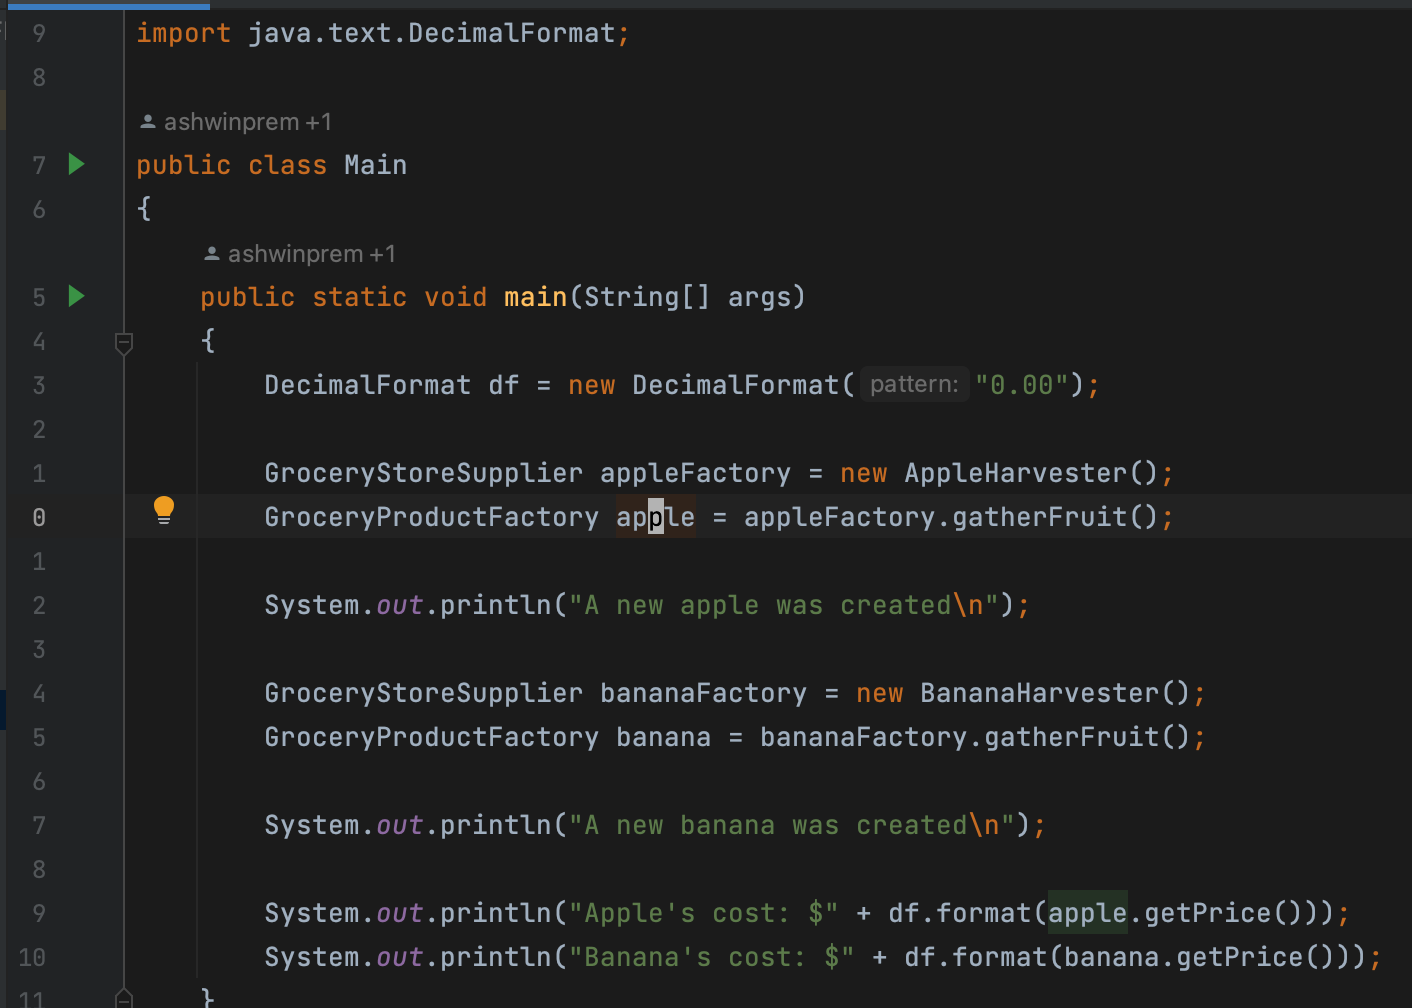 9 import java.text.DecimalFormat;
8
ashwinprem +1
7 public class Main
6 {
ashwinprem +1
5 public static void main(String[] args)
4 {
3 DecimalFormat df = new DecimalFormat( pattern: "0.00");
2
1 GroceryStoreSupplier appleFactory = new AppleHarvester();
0 GroceryProductFactory apple = appleFactory.gatherFruit();
1
2 System.out.println("A new apple was created\n");
3
4 GroceryStoreSupplier bananaFactory = new BananaHarvester();
5 GroceryProductFactory banana = bananaFactory.gatherFruit();
6
7 System.out.println("A new banana was created\n");
8
9 System.out.println("Apple's cost: $" + df.format(apple.getPrice()));
10 System.out.println("Banana's cost: $" + df.format(banana.getPrice()));
11 }